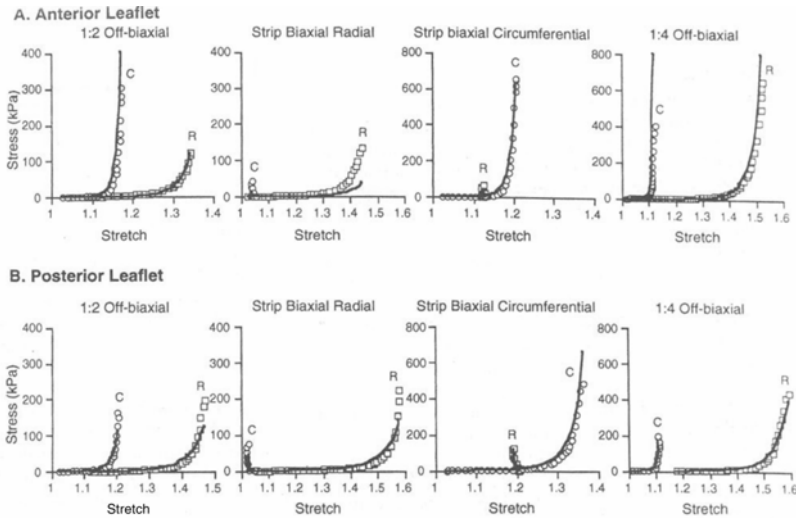 A. Anterior Leaflet
1:2 Off-biaxial
Strip Biaxial Radial
Strip biaxial Circumferential
1:4 Off-biaxial
400
300
200
100
0
Stress (kPa)
C
R
1 1.1 1.2 1.3 1.4
Stretch
400
300
200
100
0
C
R
1 1.1 1.2 1.3 1.4 1.5 1.6
Stretch
800
600
400
200
0
C
R
1 1.1 1.2 1.3 1.4
Stretch
800
600
400
200
0
C
R
1 1.1 1.2 1.3 1.4 1.5 1.6
Stretch
B. Posterior Leaflet
1:2 Off-biaxial
Strip Biaxial Radial
Strip Biaxial Circumferential
1:4 Off-biaxial
400
300
200
100
0
Stress (kPa)
C
R
1 1.1 1.2 1.3 1.4 1.5
Stretch
400
300
200
100
0
C
R
1 1.1 1.2 1.3 1.4 1.5 1.6
Stretch
800
600
400
200
0
R
C
1 1.1 1.2 1.3 1.4
Stretch
800
600
400
200
0
C
R
1 1.1 1.2 1.3 1.4 1.5 1.6
Stretch